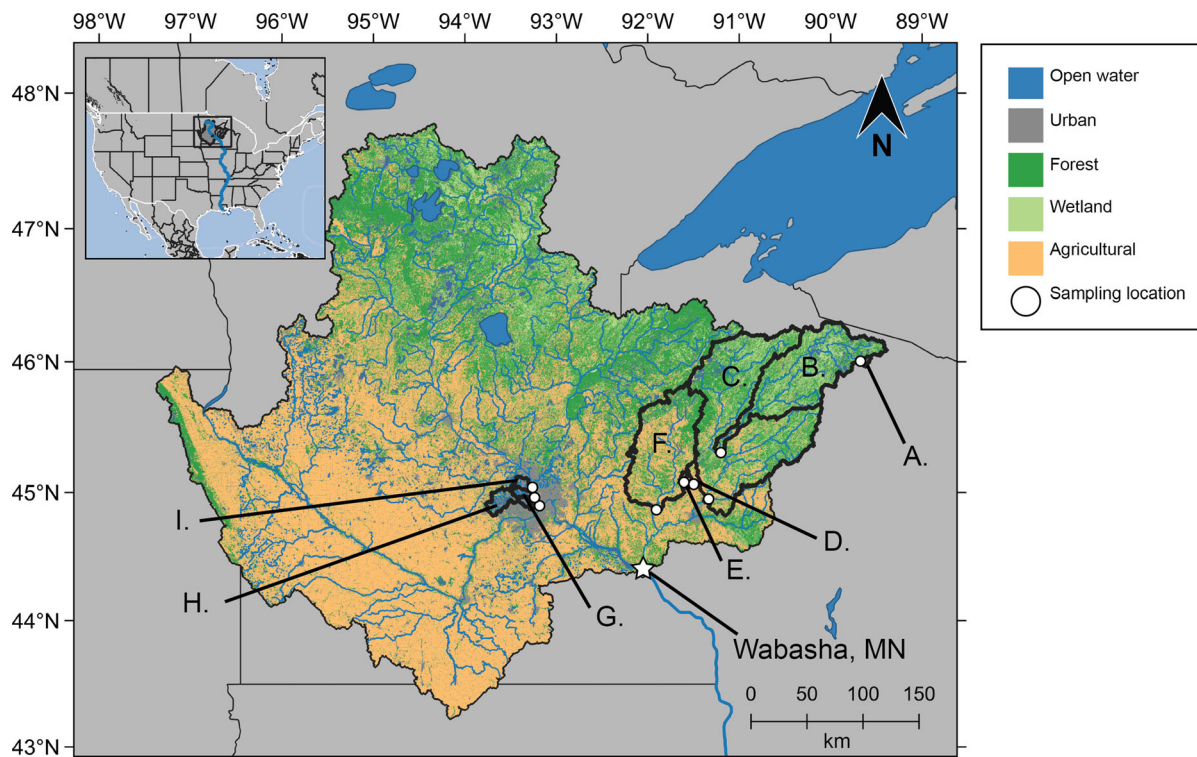 98°W 97°W 96°W 95°W 94°W 93°W 92°W 91°W 90°W 89°W
48°N
47°N
46°N
45°N
44°N
43°N
N
A.
B.
C.
D.
E.
F.
G.
H.
I.
Wabasha, MN
0 50 100 150
km
Open water
Urban
Forest
Wetland
Agricultural
Sampling location